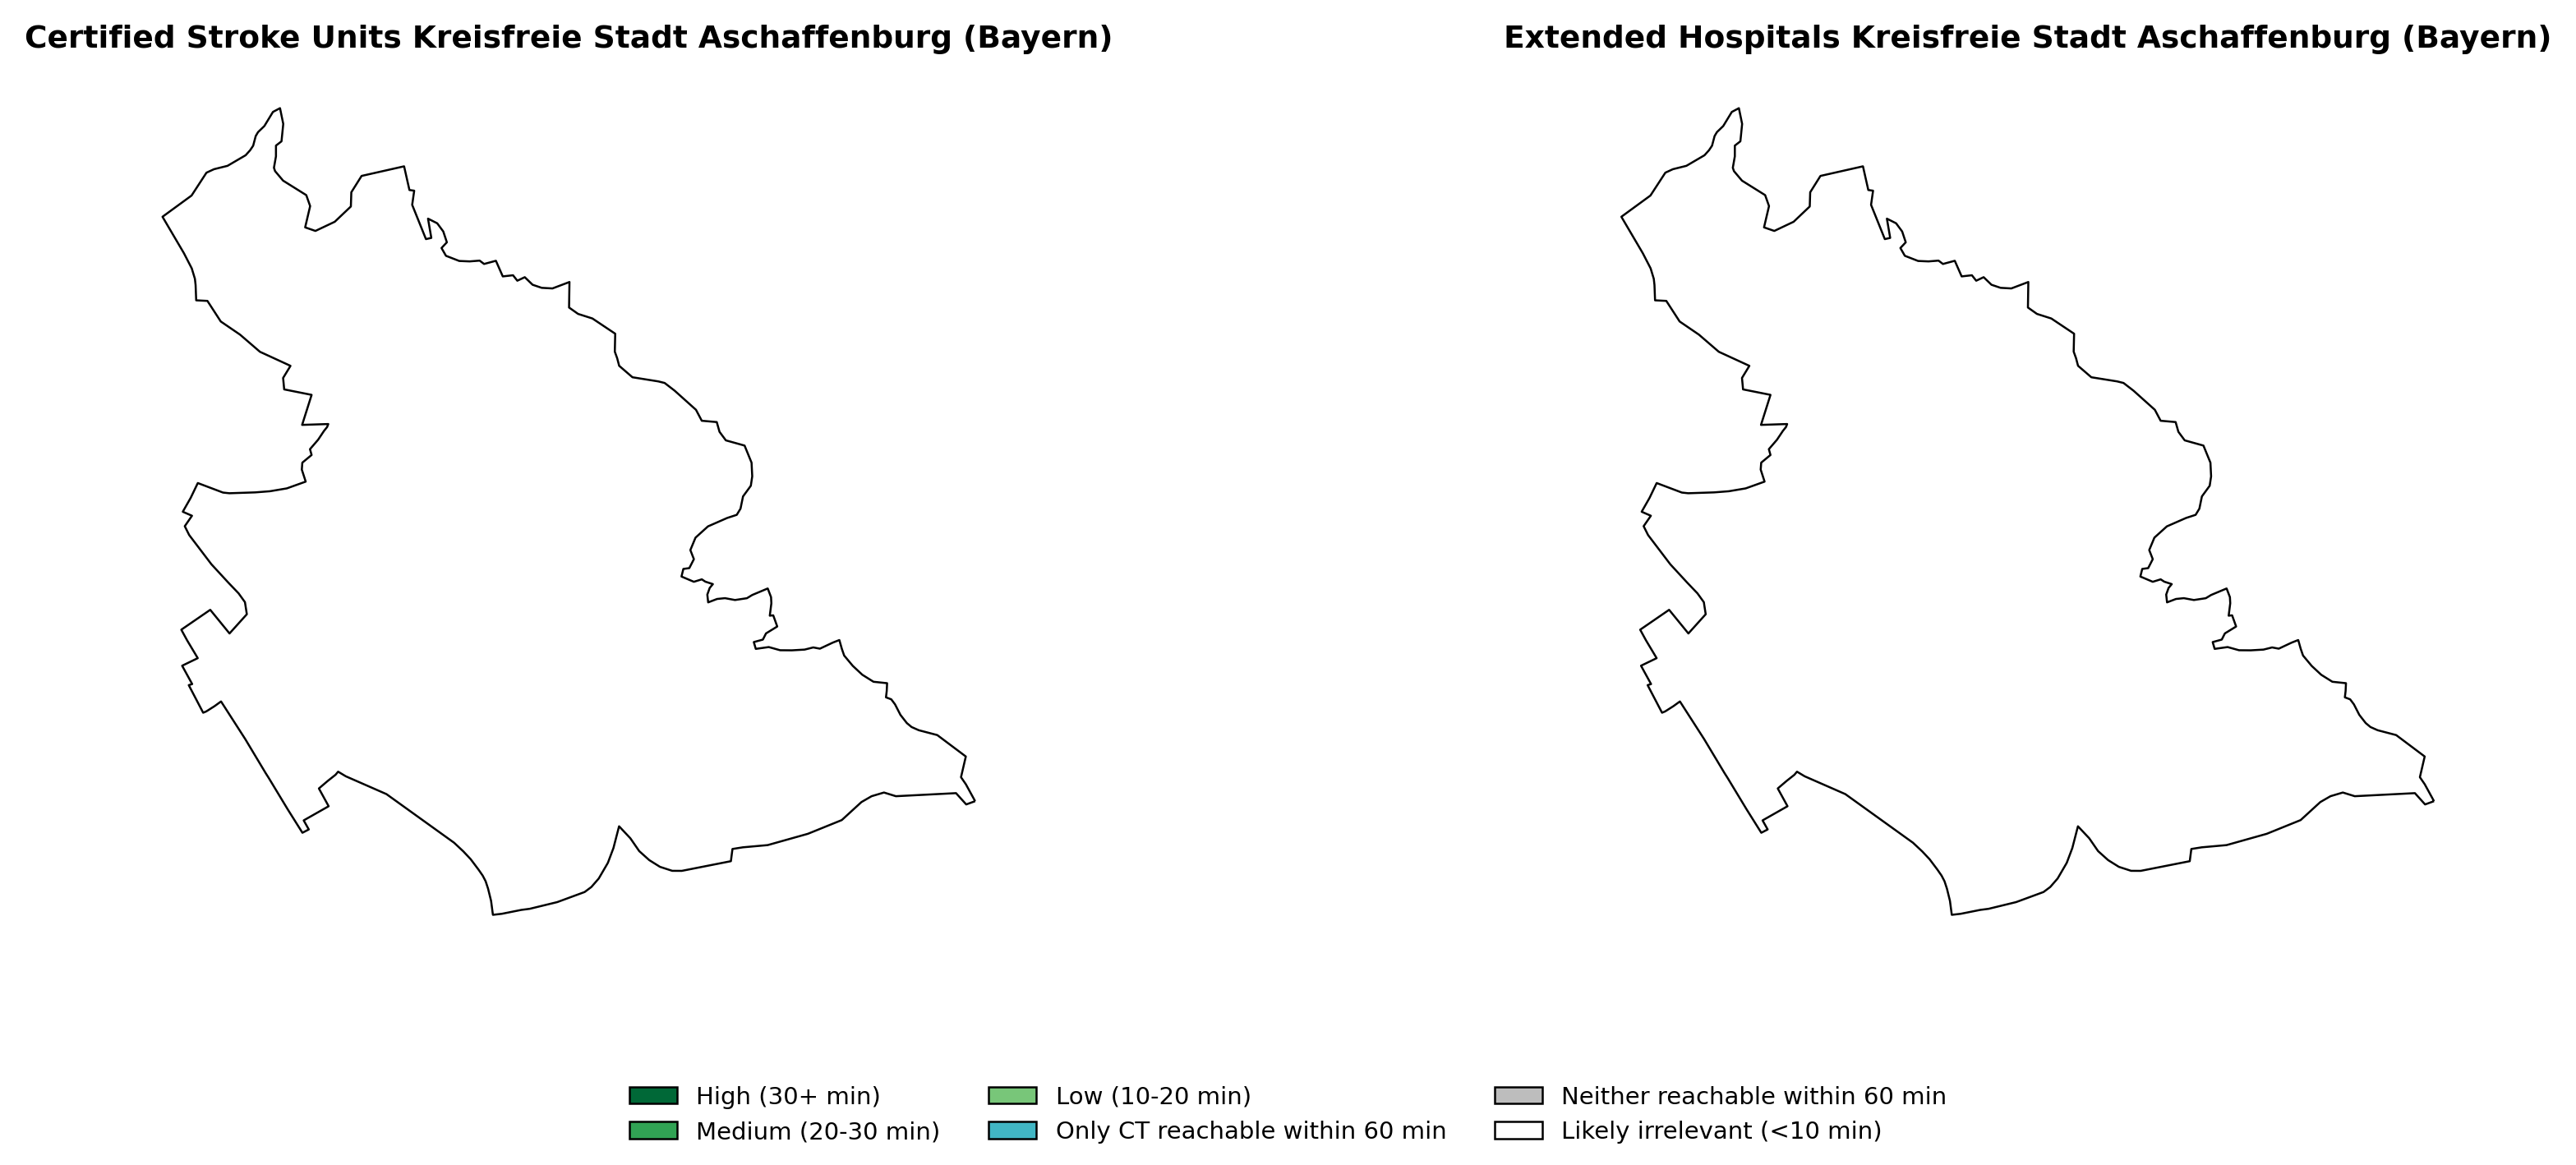 Certified Stroke Units Kreisfreie Stadt Aschaffenburg (Bayern)
Extended Hospitals Kreisfreie Stadt Aschaffenburg (Bayern)
High (30+ min)
Medium (20-30 min)
Low (10-20 min)
Only CT reachable within 60 min
Neither reachable within 60 min
Likely irrelevant (<10 min)